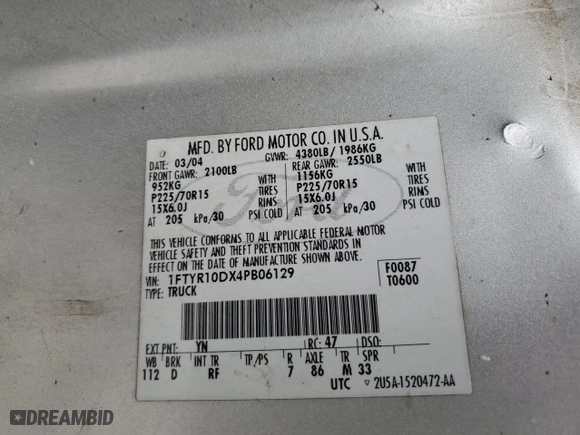 MFD. BY FORD MOTOR CO. IN U.S.A.
DATE: 03/04 GVWR: 4380LB/ 1986KG
FRONT GAWR: 2100LB REAR GAWR: 2550LB
952KG WITH 1156KG WITH
P225/70R15 TIRES P225/70R15 TIRES
15X6.0J RIMS 15X6.0J RIMS
AT 205 kPa/30 PSI COLD AT 205 kPa/30 PSI COLD
Ford
THIS VEHICLE CONFORMS TO ALL APPLICABLE FEDERAL MOTOR
VEHICLE SAFETY AND THEFT PREVENTION STANDARDS IN
EFFECT ON THE DATE OF MANUFACTURE SHOWN ABOVE.
VIN: 1FTYR10DX4PB06129 F0087
TYPE: TRUCK T0600
EXT PNT: YN RC: 47 DSO:
WB BRK INT TR TP/PS R AXLE TR SPR
112 D RF 7 86 M 33
UTC ▽ 2U5A-1520472-AA
DREAMBID